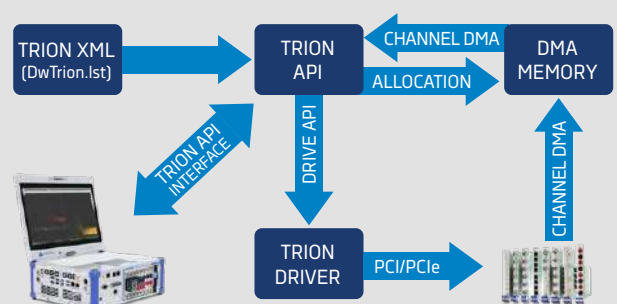 TRION XML
(DwTrion.lst)
TRION
API
CHANNEL DMA
ALLOCATION
DMA
MEMORY
TRION API
INTERFACE
DRIVE API
CHANNEL DMA
TRION
DRIVER
PCI/PCIe